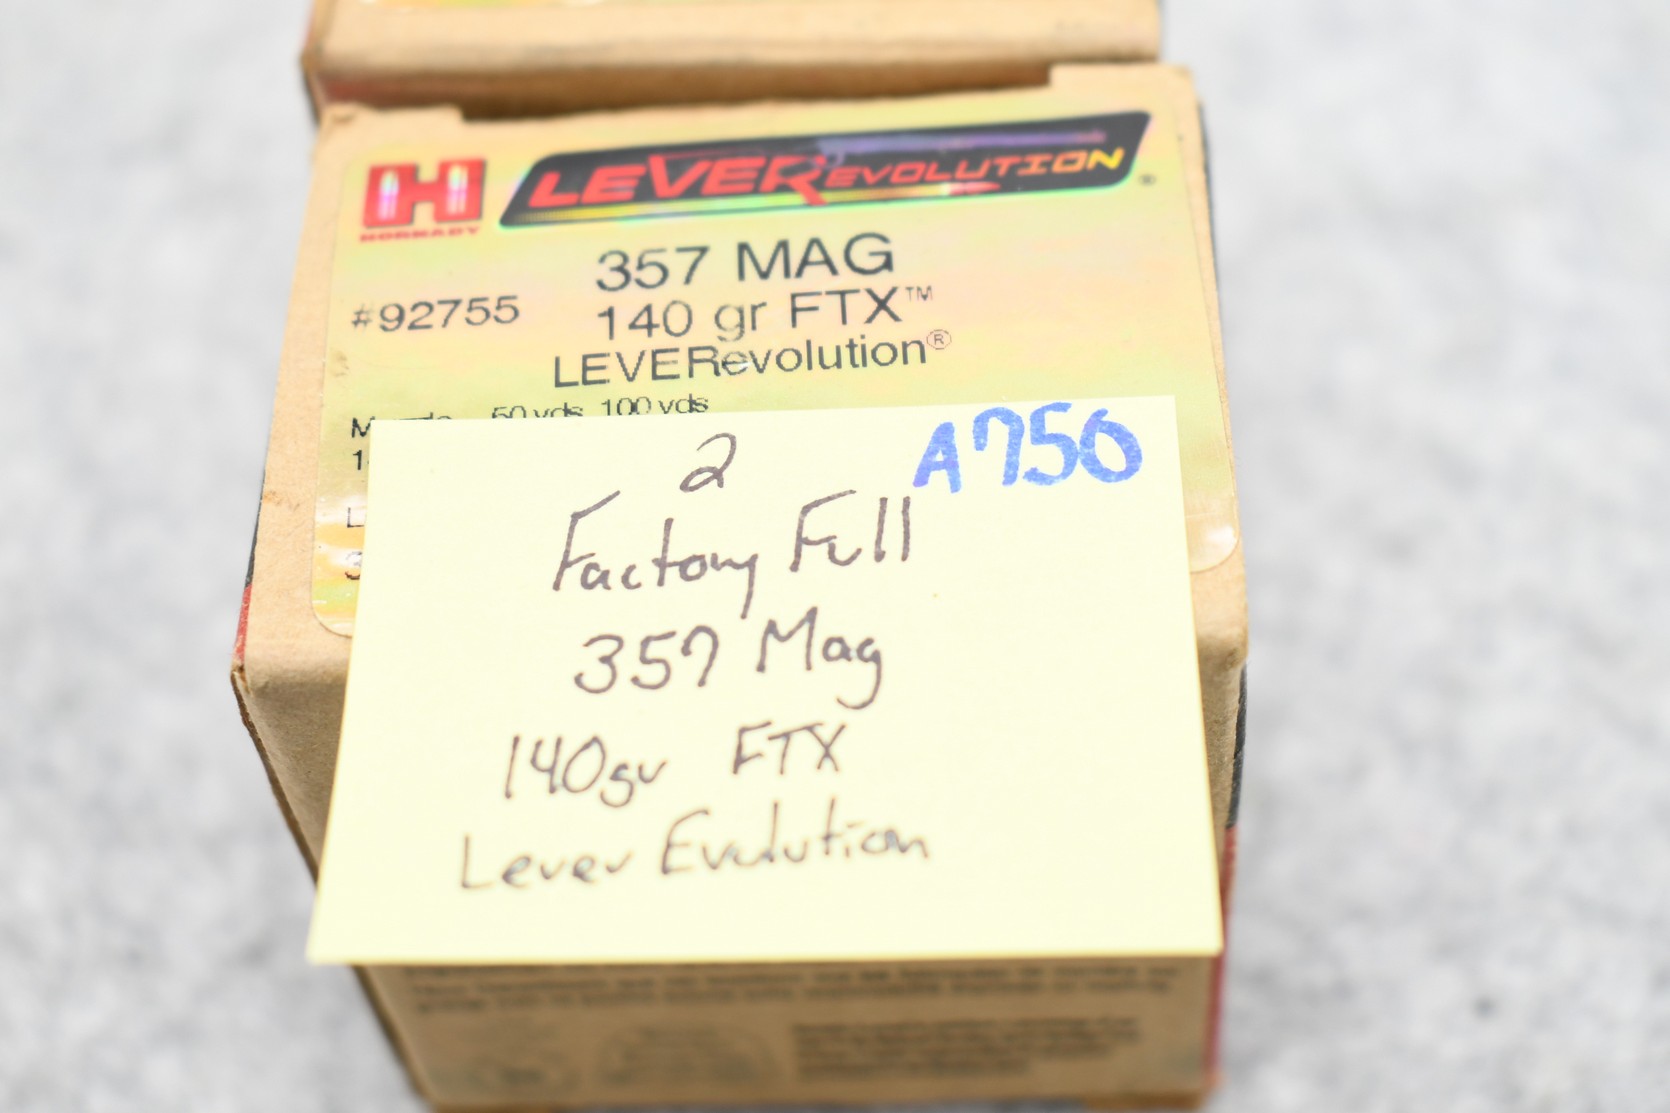 HORNADY
LEVEREVOLUTION®
357 MAG
#92755 140 gr FTX™
LEVERevolution®
50 yds 100 yds
A750
2
Factory Full
357 Mag
140gr FTX
Lever Evolution